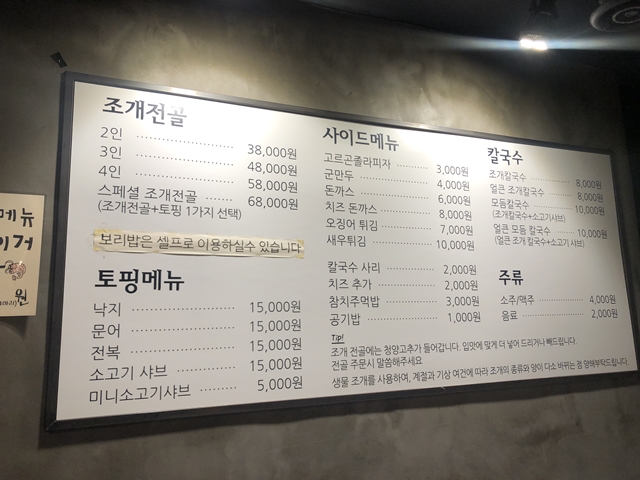 조개전골
2인 38,000원
3인 48,000원
4인 58,000원
스페셜 조개전골 68,000원
(조개전골+토핑 1가지 선택)
보리밥은 셀프로 이용하실수 있습니다
토핑메뉴
낙지 15,000원
문어 15,000원
전복 15,000원
소고기 샤브 15,000원
미니소고기샤브 5,000원
사이드메뉴
고르곤졸라피자 3,000원
군만두 4,000원
돈까스 6,000원
치즈 돈까스 8,000원
오징어 튀김 7,000원
새우튀김 10,000원
칼국수 사리 2,000원
치즈 추가 2,000원
참치주먹밥 3,000원
공기밥 1,000원
칼국수
조개칼국수 8,000원
얼큰 조개칼국수 8,000원
모듬칼국수 10,000원
(조개칼국수+소고기샤브)
얼큰 모듬 칼국수 10,000원
(얼큰 조개 칼국수+소고기 샤브)
주류
소주/맥주 4,000원
음료 2,000원
Tip!
조개 전골에는 청양고추가 들어갑니다. 입맛에 맞게 더 넣어 드리거나 빼드립니다.
전골 주문시 말씀해주세요
생물 조개를 사용하여, 계절과 기상 여건에 따라 조개의 종류와 양이 다소 바뀌는 점 양해부탁드립니다.
메뉴
원